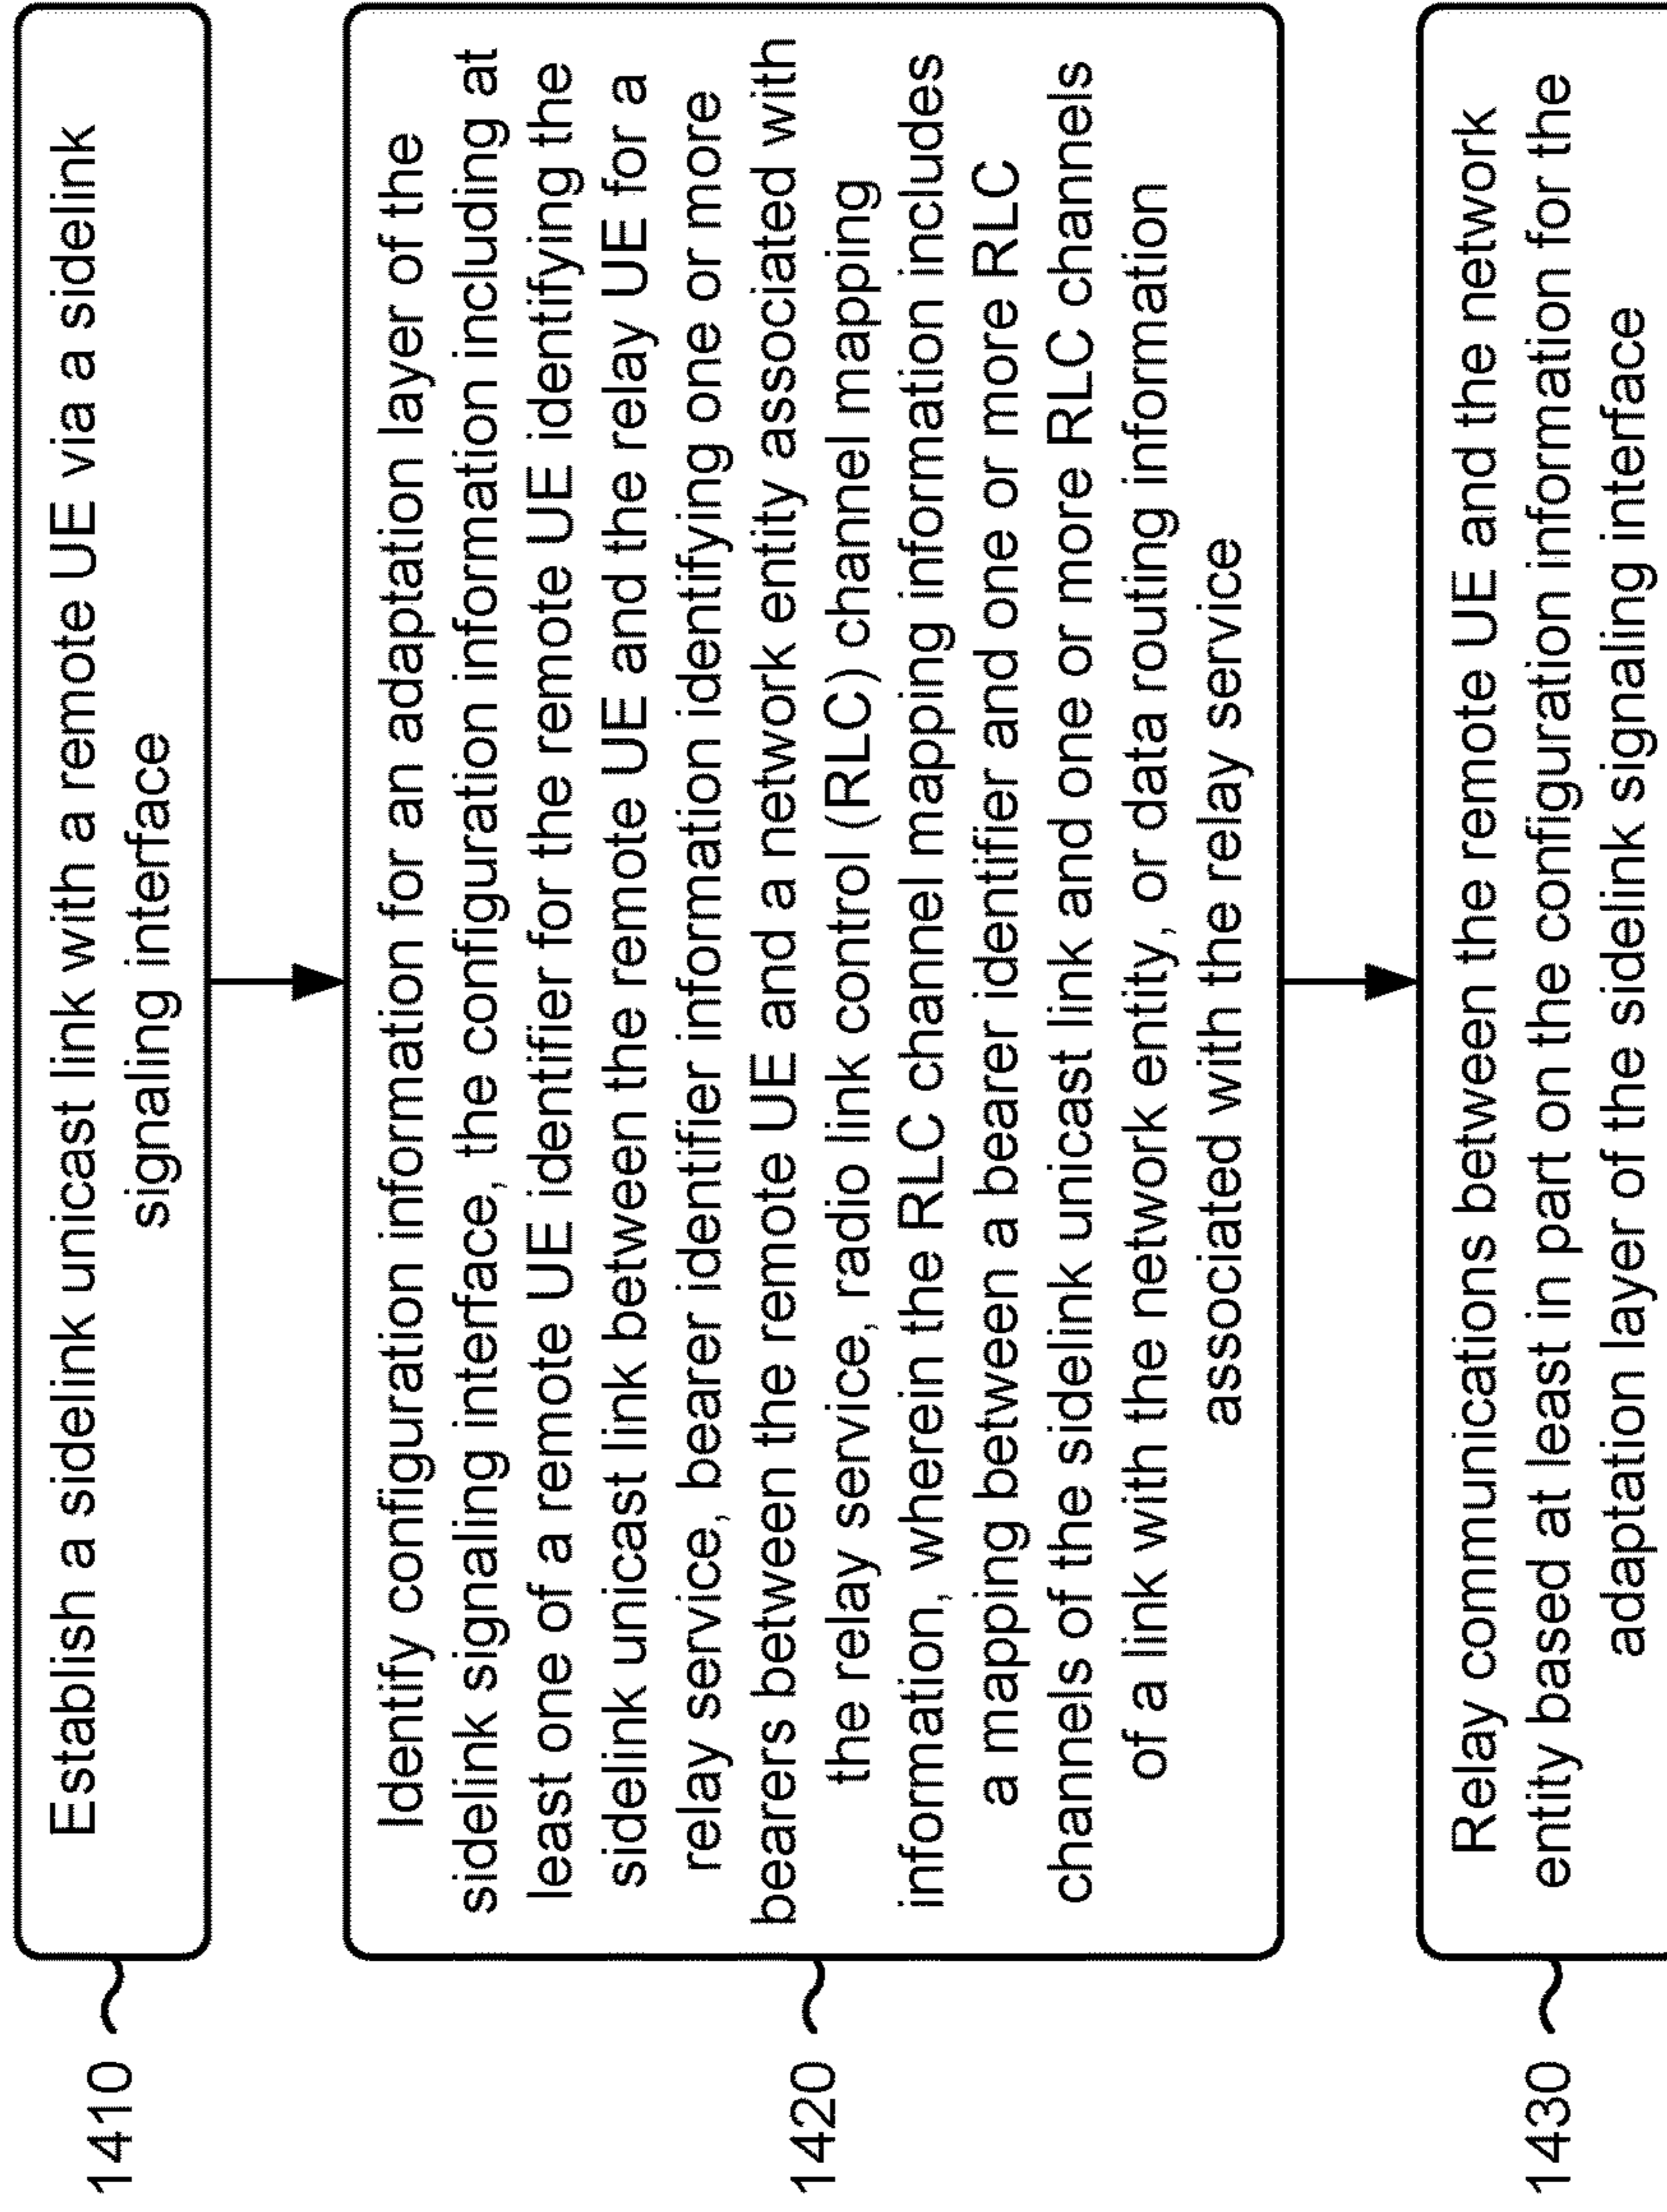 1410
Establish a sidelink unicast link with a remote UE via a sidelink
signaling interface
1420
Identify configuration information for an adaptation layer of the
sidelink signaling interface, the configuration information including at
least one of a remote UE identifier for the remote UE identifying the
sidelink unicast link between the remote UE and the relay UE for a
relay service, bearer identifier information identifying one or more
bearers between the remote UE and a network entity associated with
the relay service, radio link control (RLC) channel mapping
information, wherein the RLC channel mapping information includes
a mapping between a bearer identifier and one or more RLC
channels of the sidelink unicast link and one or more RLC channels
of a link with the network entity, or data routing information
associated with the relay service
1430
Relay communications between the remote UE and the network
entity based at least in part on the configuration information for the
adaptation layer of the sidelink signaling interface